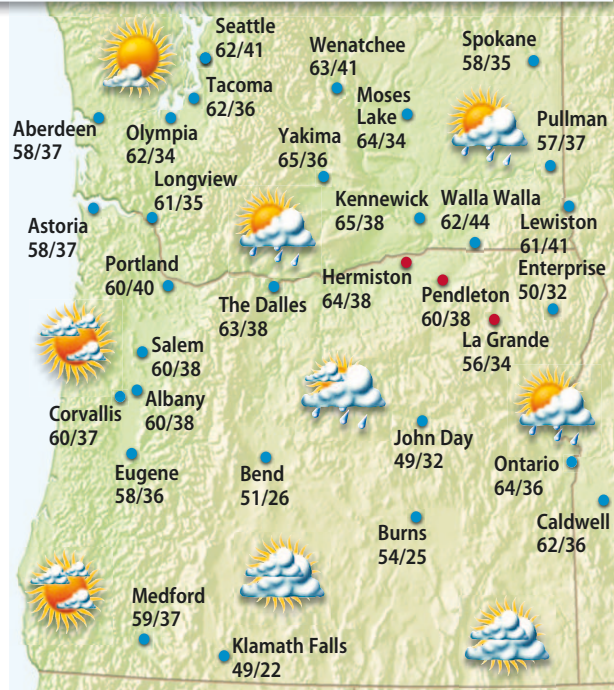 Seattle
62/41
Wenatchee
63/41
Spokane
58/35
Tacoma
62/36
Moses
Lake
64/34
Pullman
57/37
Aberdeen
58/37
Olympia
62/34
Yakima
65/36
Longview
61/35
Kennewick
65/38
Walla Walla
62/44
Lewiston
61/41
Astoria
58/37
Portland
60/40
The Dalles
63/38
Hermiston
64/38
Pendleton
60/38
Enterprise
50/32
La Grande
56/34
Salem
60/38
Albany
60/38
Corvallis
60/37
John Day
49/32
Eugene
58/36
Bend
51/26
Ontario
64/36
Burns
54/25
Caldwell
62/36
Medford
59/37
Klamath Falls
49/22